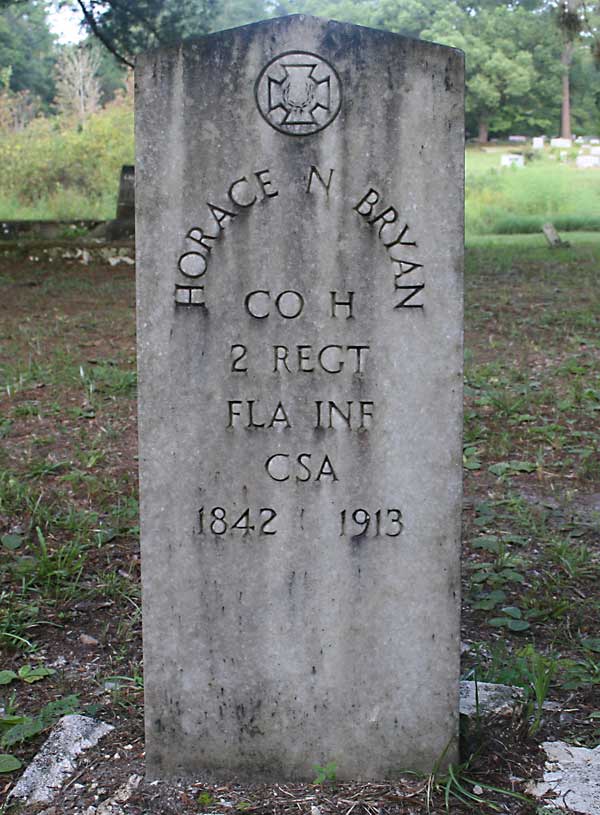 HORACE N BRYAN
CO H
2 REGT
FLA INF
CSA
1842 1913